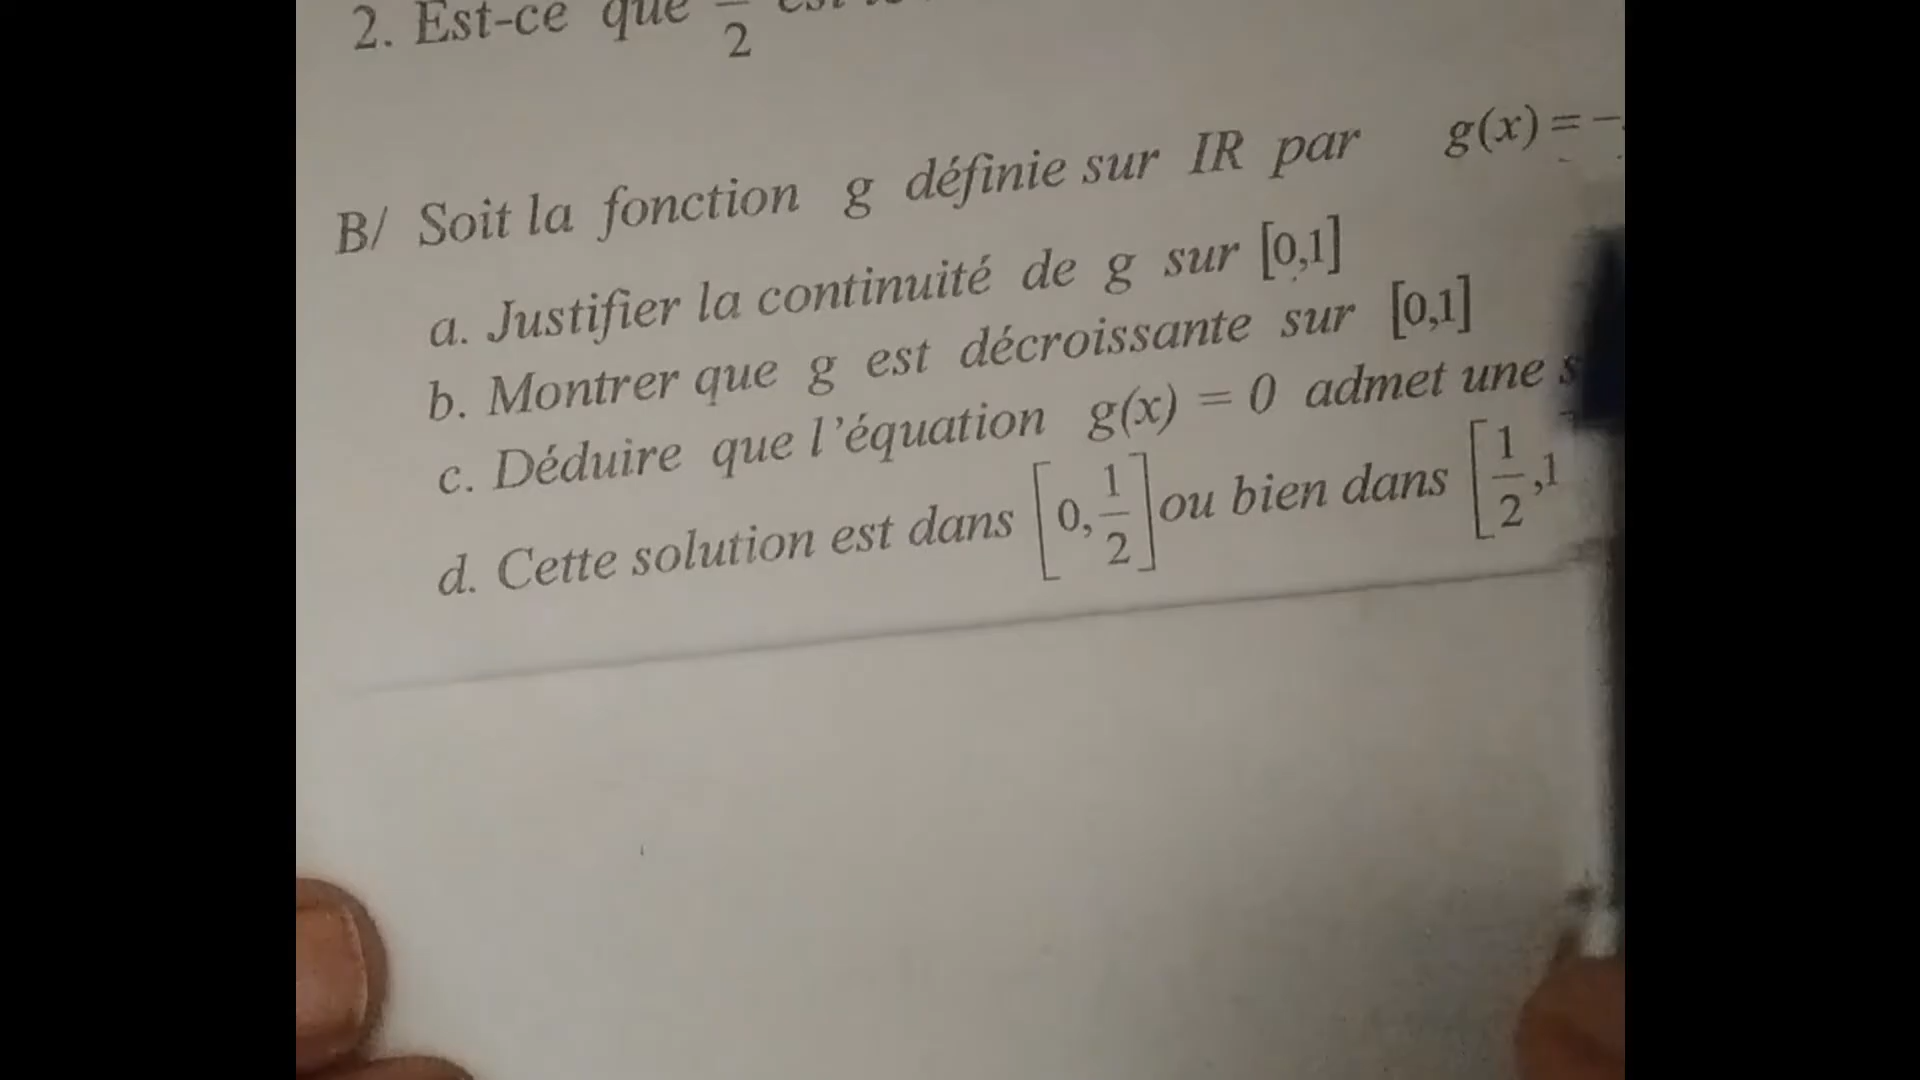 2. Est-ce que — 2
B/ Soit la fonction g définie sur IR par g(x) = −
a. Justifier la continuité de g sur [0,1]
b. Montrer que g est décroissante sur [0,1]
c. Déduire que l'équation g(x) = 0 admet une s
d. Cette solution est dans [0, 1/2] ou bien dans [1/2 ,1